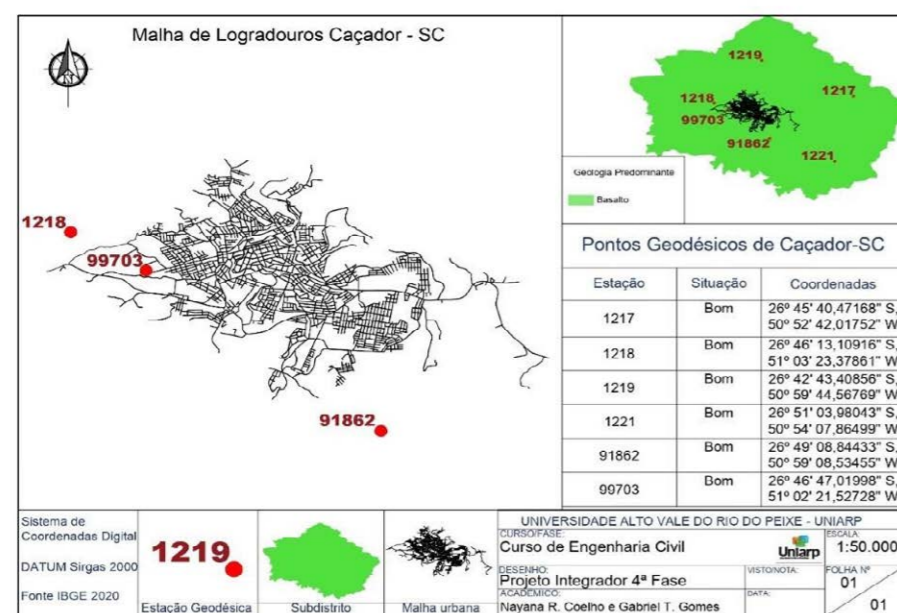 Malha de Logradouros Caçador - SC
1218
99703
91862
1219
1217
1218
99703
91862
1221
Geologia Predominante
Basalto
Pontos Geodésicos de Caçador-SC
Estação Situação Coordenadas
1217 Bom 26º 45' 40,47168" S,
50º 52' 42,01752" W
1218 Bom 26º 46' 13,10916" S,
51º 03' 23,37861" W
1219 Bom 26º 42' 43,40856" S,
50º 59' 44,56769" W
1221 Bom 26º 51' 03,98043" S,
50º 54' 07,86499" W
91862 Bom 26º 49' 08,84433" S,
50º 59' 08,53455" W
99703 Bom 26º 46' 47,01998" S,
51º 02' 21,52728" W
Sistema de
Coordenadas Digital
DATUM Sirgas 2000
Fonte IBGE 2020
1219
Estação Geodésica
Subdistrito
Malha urbana
UNIVERSIDADE ALTO VALE DO RIO DO PEIXE - UNIARP
CURSO/FASE:
Curso de Engenharia Civil
Uniarp
ESCALA:
1:50.000
DESENHO:
Projeto Integrador 4ª Fase
VISTO/NOTA:
FOLHA Nº
01
ACADÊMICO:
Nayana R. Coelho e Gabriel T. Gomes
DATA:
01